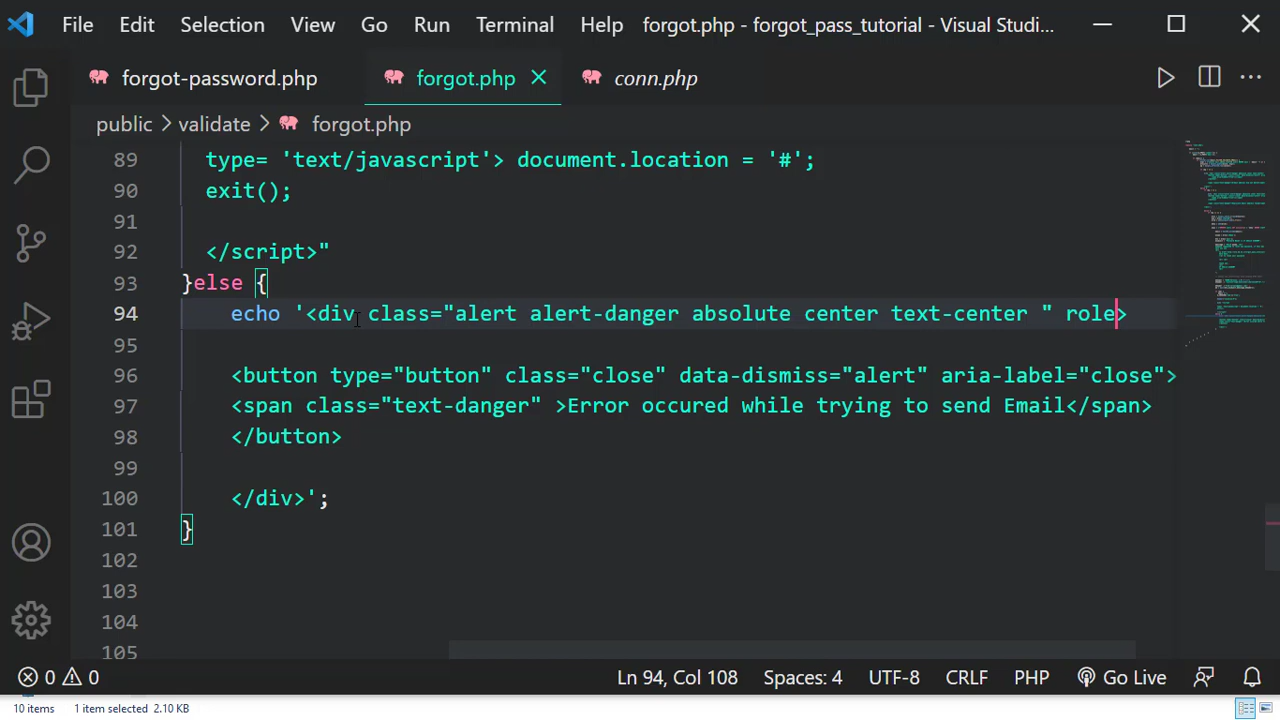 File Edit Selection View Go Run Terminal Help forgot.php - forgot_pass_tutorial - Visual Studi...
forgot-password.php forgot.php conn.php
public > validate > forgot.php
89 type= 'text/javascript'> document.location = '#';
90 exit();
91
92 </script>"
93 }else {
94 echo '<div class="alert alert-danger absolute center text-center " role>
95
96 <button type="button" class="close" data-dismiss="alert" aria-label="close">
97 <span class="text-danger" >Error occured while trying to send Email</span>
98 </button>
99
100 </div>';
101 }
102
103
104
105
0 0 Ln 94, Col 108 Spaces: 4 UTF-8 CRLF PHP Go Live
10 items 1 item selected 2.10 KB